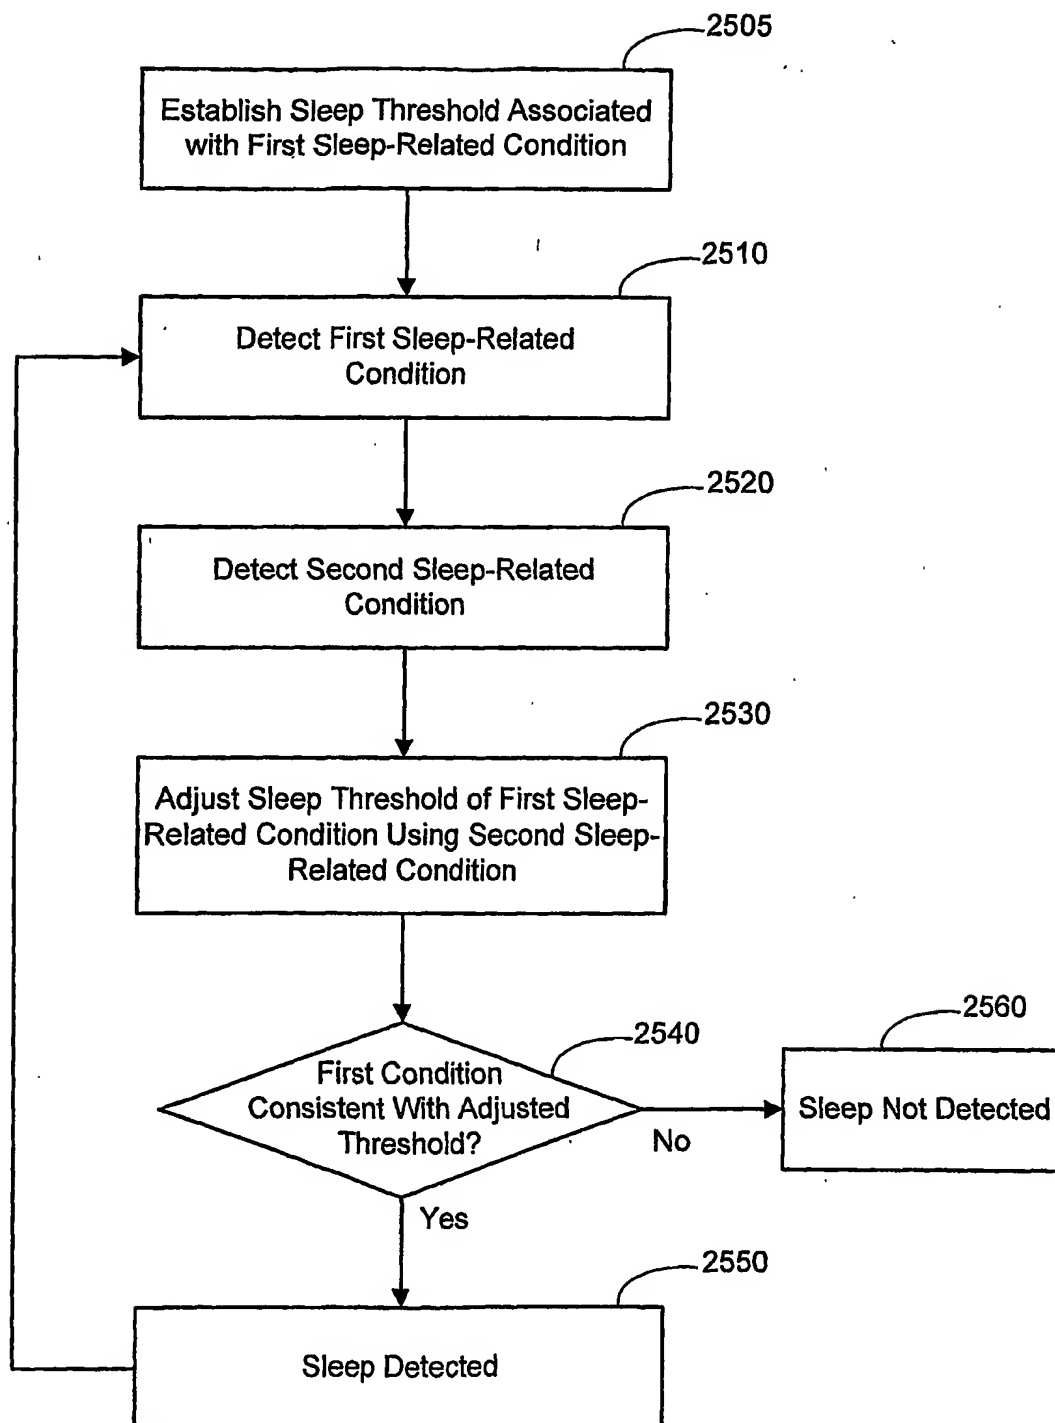 2505
Establish Sleep Threshold Associated
with First Sleep-Related Condition
2510
Detect First Sleep-Related
Condition
2520
Detect Second Sleep-Related
Condition
2530
Adjust Sleep Threshold of First Sleep-
Related Condition Using Second Sleep-
Related Condition
2540
First Condition
Consistent With Adjusted
Threshold?
No
2560
Sleep Not Detected
Yes
2550
Sleep Detected